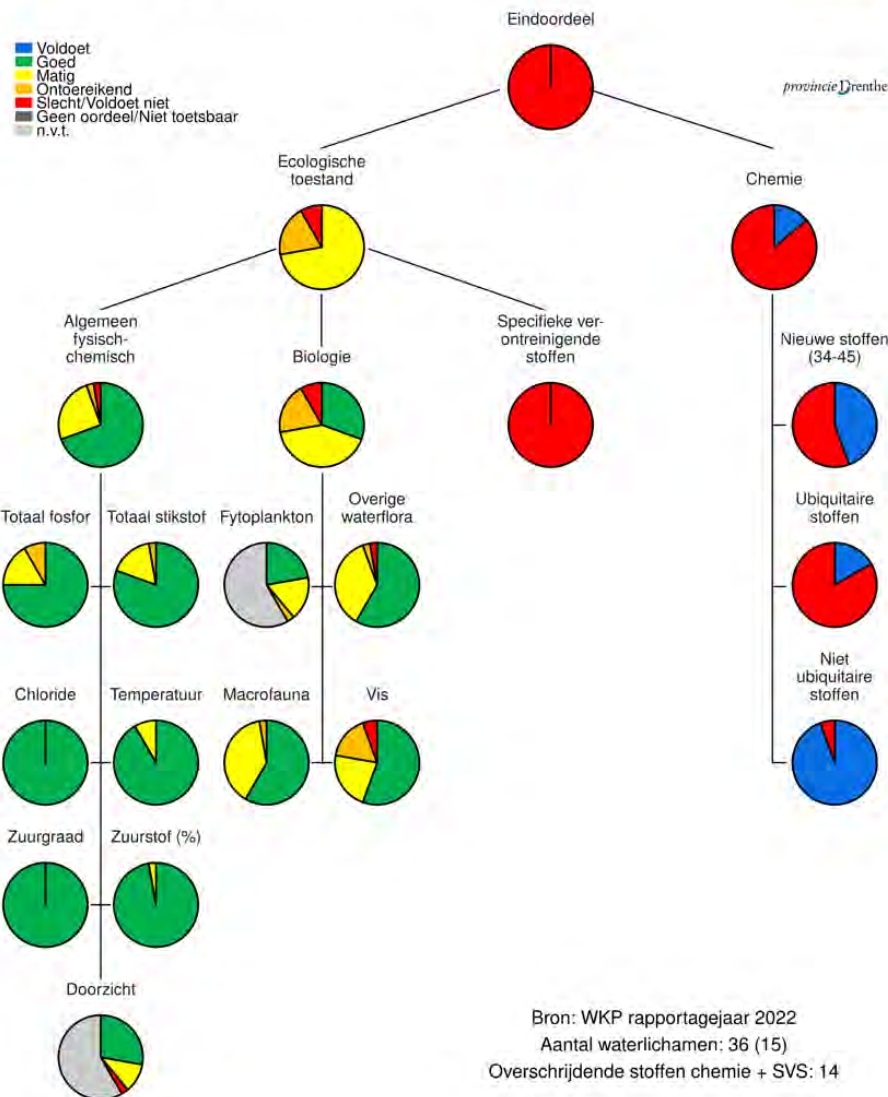 Eindoordeel
Voldoet
Goed
Matig
Ontoereikend
Slecht/Voldoet niet
Geen oordeel/Niet toetsbaar
n.v.t.
provincie Drenthe
Ecologische
toestand
Chemie
Algemeen
fysisch-
chemisch
Biologie
Specifieke ver-
ontreinigende
stoffen
Nieuwe stoffen
(34-45)
Totaal fosfor
Totaal stikstof
Fytoplankton
Overige
waterflora
Ubiquitaire
stoffen
Chloride
Temperatuur
Macrofauna
Vis
Niet
ubiquitaire
stoffen
Zuurgraad
Zuurstof (%)
Doorzicht
Bron: WKP rapportagejaar 2022
Aantal waterlichamen: 36 (15)
Overschrijdende stoffen chemie + SVS: 14